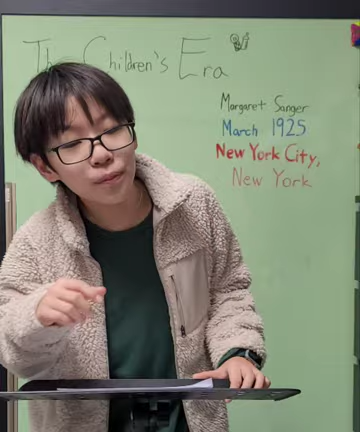 The Children's Era
Margaret Sanger
March 1925
New York City,
New York